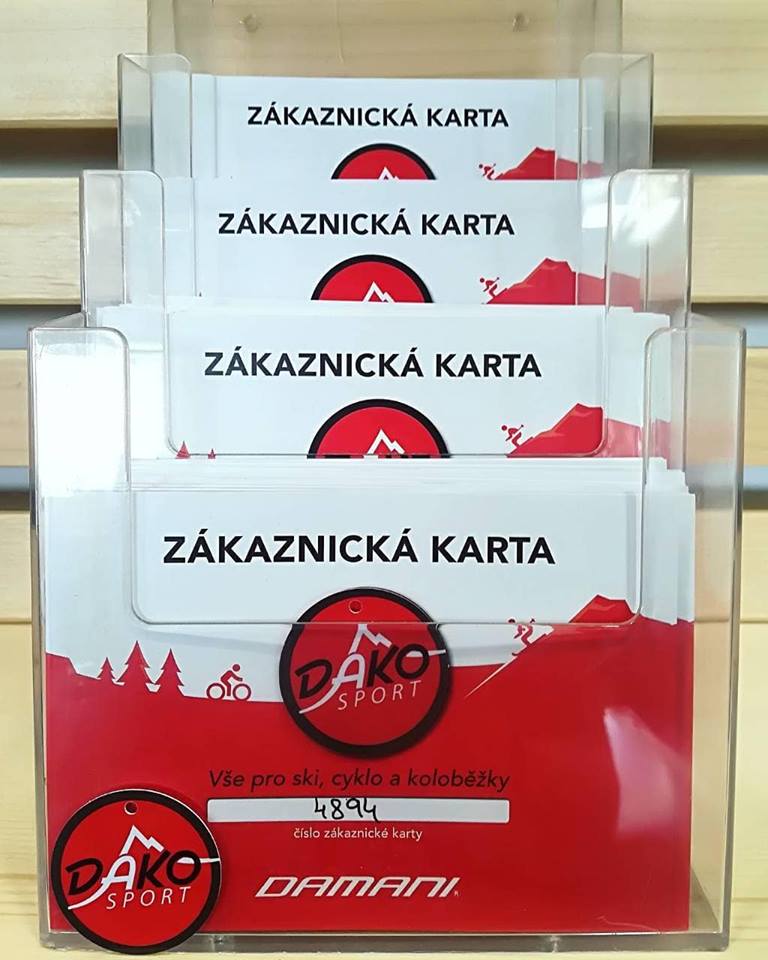 ZÁKAZNICKÁ KARTA
ZÁKAZNICKÁ KARTA
ZÁKAZNICKÁ KARTA
ZÁKAZNICKÁ KARTA
DAKO
SPORT
Vše pro ski, cyklo a koloběžky
4894
číslo zákaznické karty
DAKO
SPORT
DAMANI